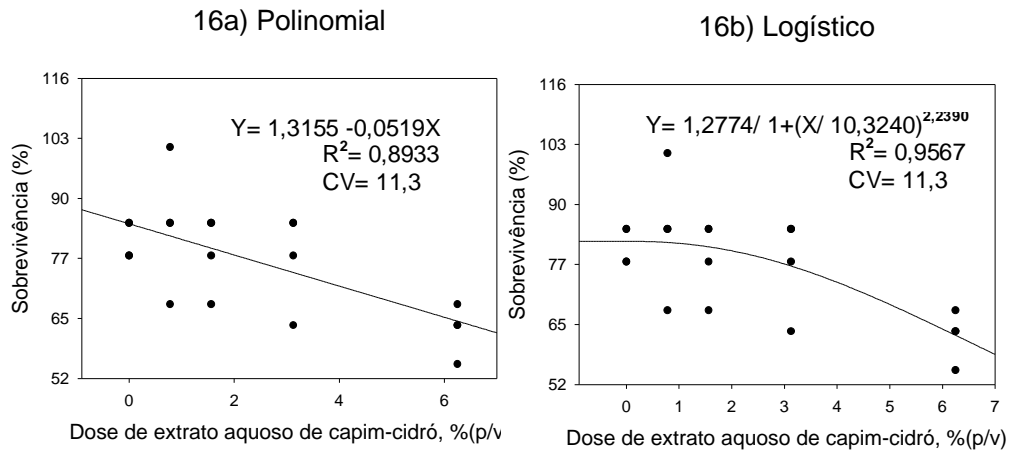 16a) Polinomial
116
103
90
77
65
52
Sobrevivência (%)
Y= 1,3155 -0,0519X
R²= 0,8933
CV= 11,3
0 2 4 6
Dose de extrato aquoso de capim-cidró, %(p/v
16b) Logístico
116
103
90
77
65
52
Sobrevivência (%)
Y= 1,2774/ 1+(X/ 10,3240)^2,2390
R²= 0,9567
CV= 11,3
0 1 2 3 4 5 6 7
Dose de extrato aquoso de capim-cidró, %(p/v)